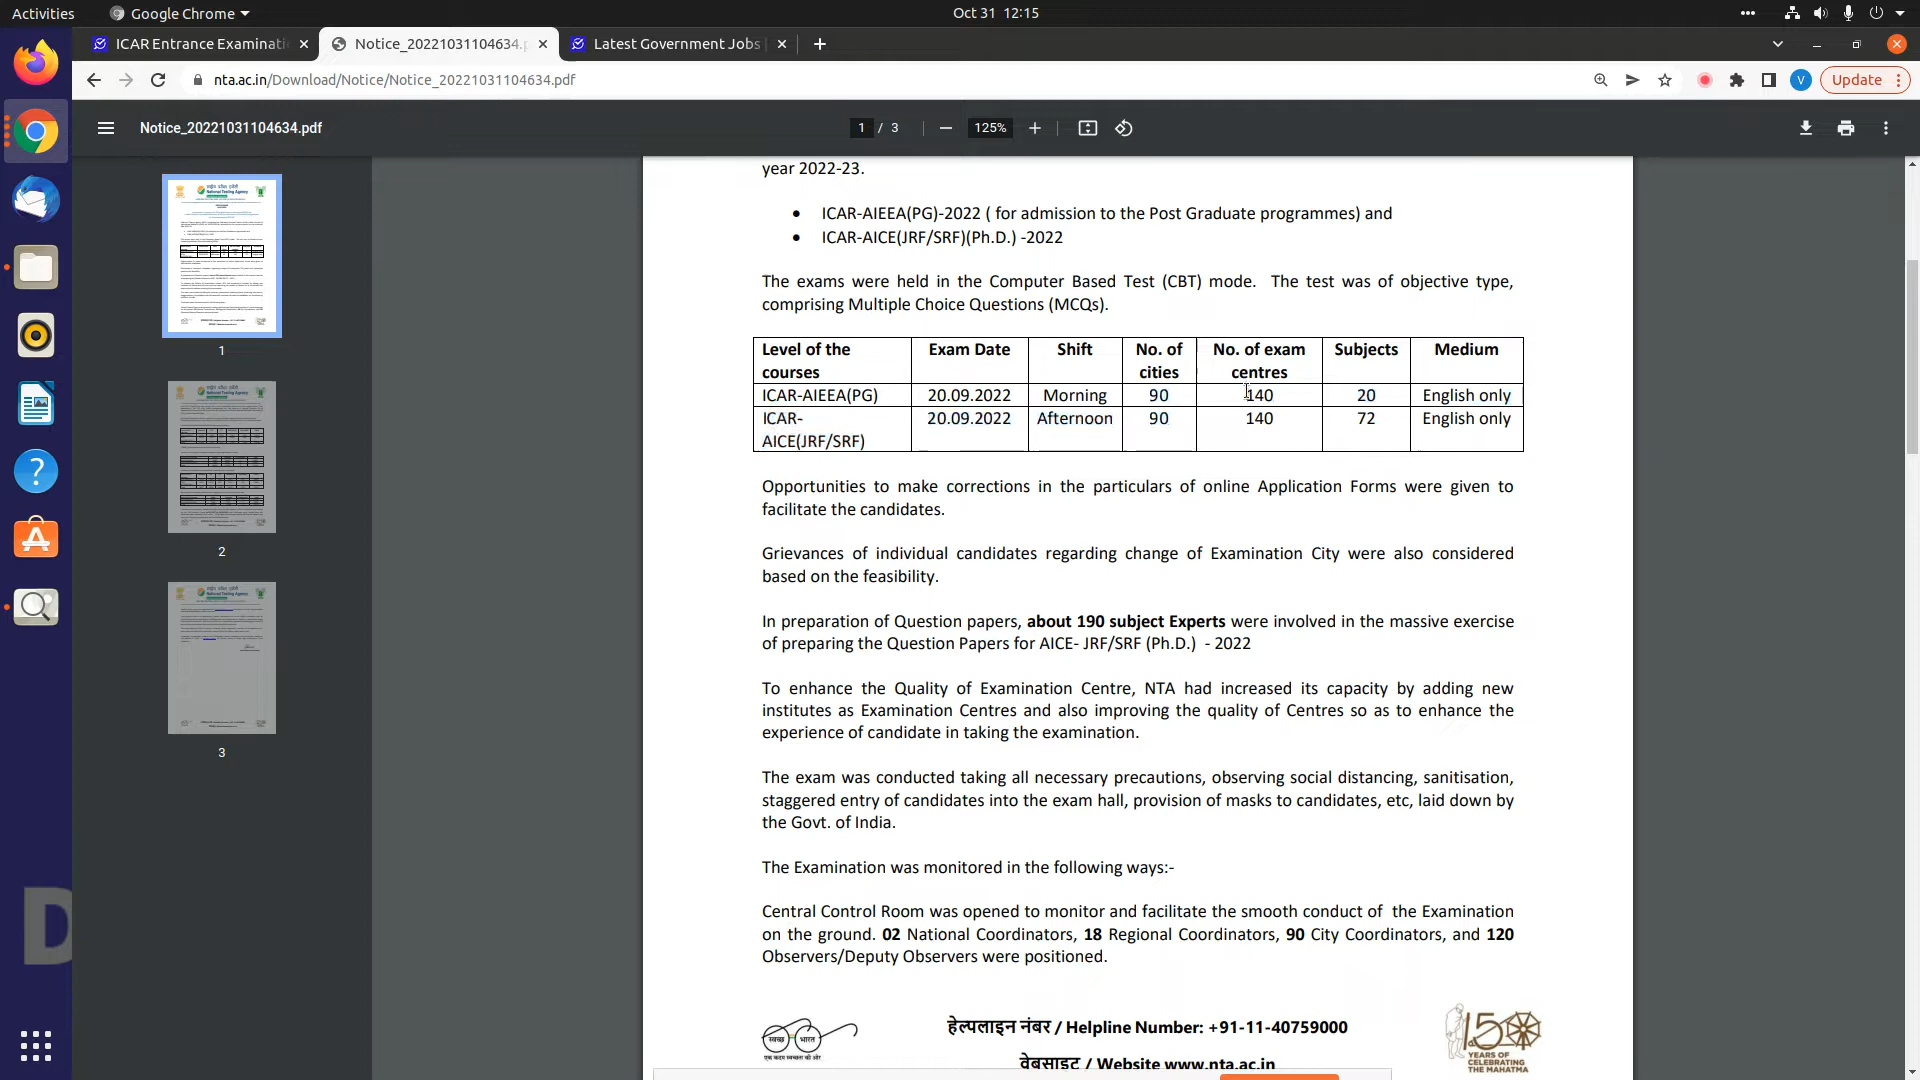 Activities
Google Chrome
Oct 31 12:15
ICAR Entrance Examinati
Notice_20221031104634.p
Latest Government Jobs
nta.ac.in/Download/Notice/Notice_20221031104634.pdf
V
Update
Notice_20221031104634.pdf
1 / 3
125%
1
2
3
year 2022-23.
• ICAR-AIEEA(PG)-2022 ( for admission to the Post Graduate programmes) and
• ICAR-AICE(JRF/SRF)(Ph.D.) -2022
The exams were held in the Computer Based Test (CBT) mode. The test was of objective type,
comprising Multiple Choice Questions (MCQs).
Level of the courses Exam Date Shift No. of cities No. of exam centres Subjects Medium
ICAR-AIEEA(PG) 20.09.2022 Morning 90 140 20 English only
ICAR-AICE(JRF/SRF) 20.09.2022 Afternoon 90 140 72 English only
Opportunities to make corrections in the particulars of online Application Forms were given to
facilitate the candidates.
Grievances of individual candidates regarding change of Examination City were also considered
based on the feasibility.
In preparation of Question papers, about 190 subject Experts were involved in the massive exercise
of preparing the Question Papers for AICE- JRF/SRF (Ph.D.) - 2022
To enhance the Quality of Examination Centre, NTA had increased its capacity by adding new
institutes as Examination Centres and also improving the quality of Centres so as to enhance the
experience of candidate in taking the examination.
The exam was conducted taking all necessary precautions, observing social distancing, sanitisation,
staggered entry of candidates into the exam hall, provision of masks to candidates, etc, laid down by
the Govt. of India.
The Examination was monitored in the following ways:-
Central Control Room was opened to monitor and facilitate the smooth conduct of the Examination
on the ground. 02 National Coordinators, 18 Regional Coordinators, 90 City Coordinators, and 120
Observers/Deputy Observers were positioned.
स्वच्छ भारत
एक कदम स्वच्छता की ओर
हेल्पलाइन नंबर / Helpline Number: +91-11-40759000
वेबसाइट / Website www.nta.ac.in
150
YEARS OF
CELEBRATING
THE MAHATMA